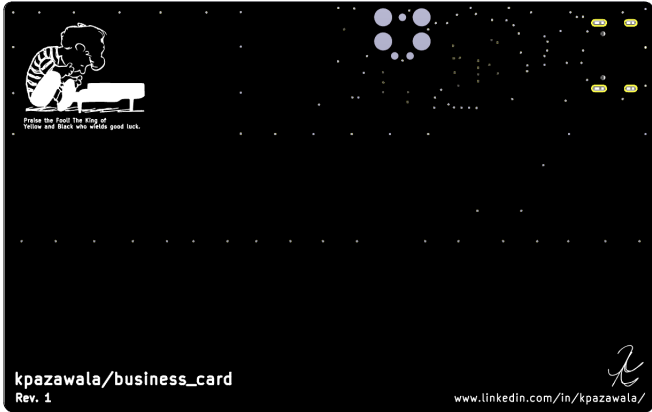 Praise the Fool! The King of
Yellow and Black who wields good luck.
kpazawala/business_card
Rev. 1
www.linkedin.com/in/kpazawala/